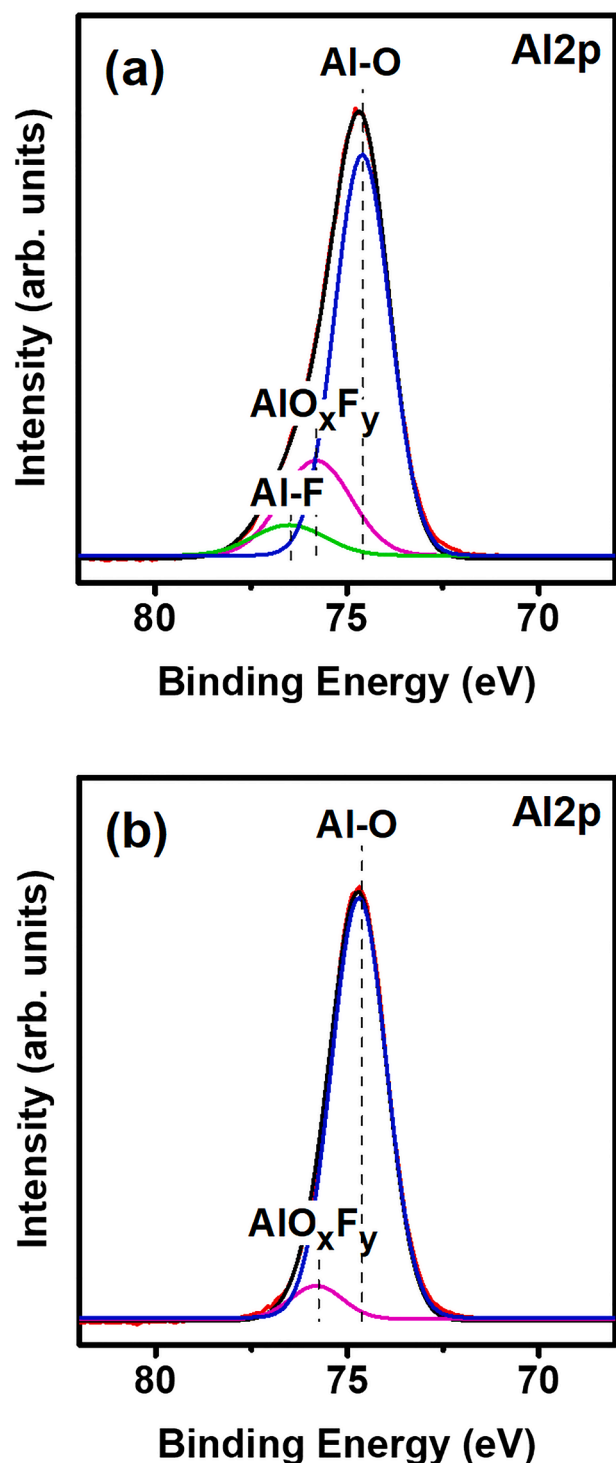 (a)
Al-O
Al2p
AlOxFy
Al-F
Intensity (arb. units)
80 75 70
Binding Energy (eV)
(b)
Al-O
Al2p
AlOxFy
Intensity (arb. units)
80 75 70
Binding Energy (eV)